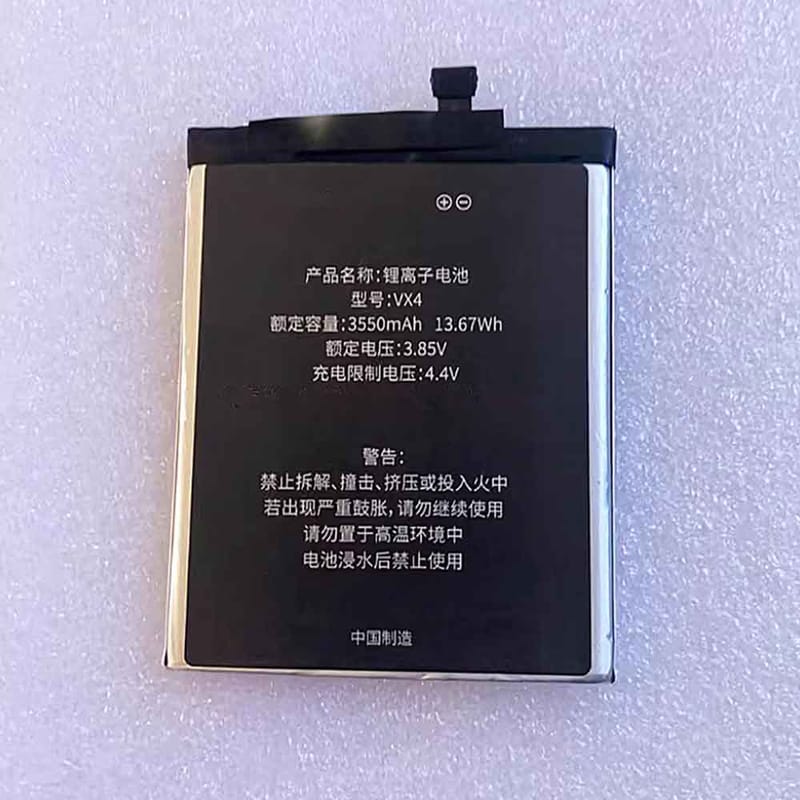 ⊕⊖
产品名称:锂离子电池
型号:VX4
额定容量:3550mAh 13.67Wh
额定电压:3.85V
充电限制电压:4.4V
警告:
禁止拆解、撞击、挤压或投入火中
若出现严重鼓胀,请勿继续使用
请勿置于高温环境中
电池浸水后禁止使用
中国制造